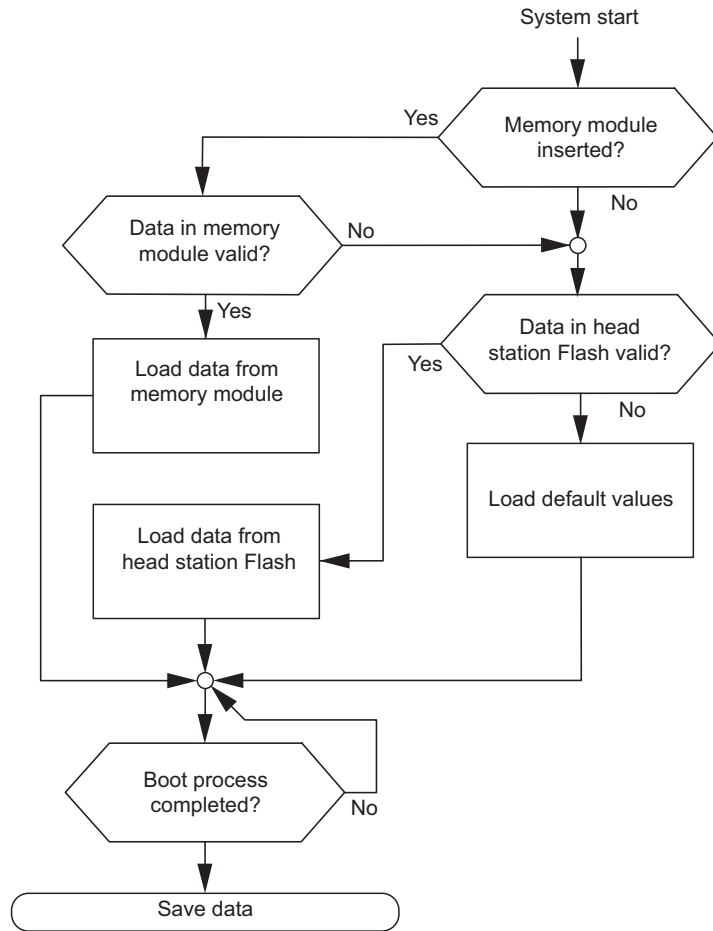 System start
Yes
Memory module
inserted?
No
Data in memory
module valid?
No
Yes
Data in head
station Flash valid?
Yes
No
Load data from
memory module
Load default values
Load data from
head station Flash
Boot process
completed?
No
Save data